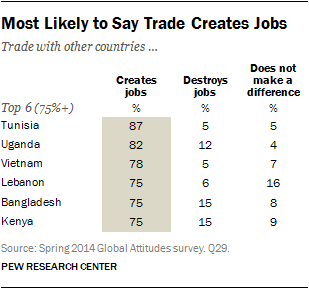 Most Likely to Say Trade Creates Jobs
Trade with other countries ...
Creates jobs Destroys jobs Does not make a difference
Top 6 (75%+) % % %
Tunisia 87 5 5
Uganda 82 12 4
Vietnam 78 5 7
Lebanon 75 6 16
Bangladesh 75 15 8
Kenya 75 15 9
Source: Spring 2014 Global Attitudes survey. Q29.
PEW RESEARCH CENTER